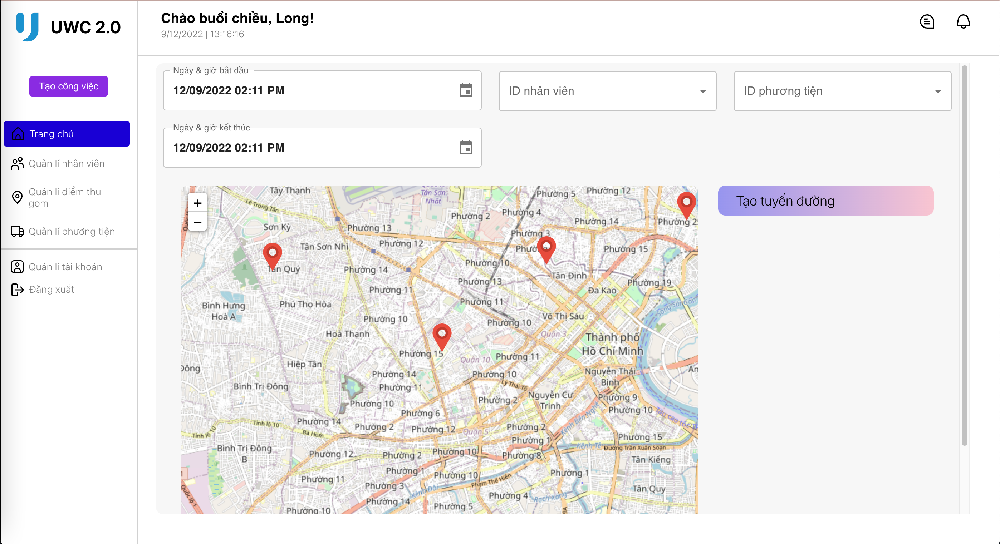 UWC 2.0
Chào buổi chiều, Long!
9/12/2022 | 13:16:16
Tạo công việc
Trang chủ
Quản lí nhân viên
Quản lí điểm thu
gom
Quản lí phương tiện
Quản lí tài khoản
Đăng xuất
Ngày & giờ bắt đầu
12/09/2022 02:11 PM
ID nhân viên
ID phương tiện
Ngày & giờ kết thúc
12/09/2022 02:11 PM
Tạo tuyến đường
+
−
Tây Thạnh
Tân Sơn
Nhất
Phường 5
Phường 12
Lê Trọng Tấn
Phường 2
Phường 4
Sơn Kỳ
Phường 13
Phường 14
Phường 3
Tân Sơn Nhì
Phường 12
Phường 15
Tân Quý
Phường 14
Phường 10
Tân Định
Phường 13
Phường 19
Phường 11
Đa Kao
Bình Hưng
Hoà A
Phú Thọ Hòa
Phường 11
Sông Sài Gòn
Phường 10
Phường 10
Võ Thị Sáu
Hoà Thạnh
Quận 3
Thành phố
Hồ Chí Minh
Phường 15
Quận 10
Phường 11
Hiệp Tân
Đông
Phường 14
Phường 10
Nguyễn Thái
Bình
An
Bình Trị Đông
Phường 11
Lý Thái Tổ
Phường 2
Nguyễn Cư
Trinh
Phường 9
Phường 10
Phường 6
Phường 10
Phường 14
Tỉnh lộ 10
Tỉnh lộ 10
Bà Hom
Phường 2
Phường 12
Quận 5
Phường 2
Kênh Bến Nghé
Tàu cao tốc
Phường 1
Phường 15
Bình Trị Đông
B
Phường 12
Phường 2
Phường 10
Phường 8
Kênh Tẻ
Đường Trần Xuân Soạn
Tân Kiểng
Phường 1
Phường 10
Phường 1
Phường 11
Phường 3
Kênh Đôi
Phạm Thế Hiển
Tân Quy
Phường 4
Rạch Xáng
Phường 14
Phường 5
Quốc lộ 1
Phường 10